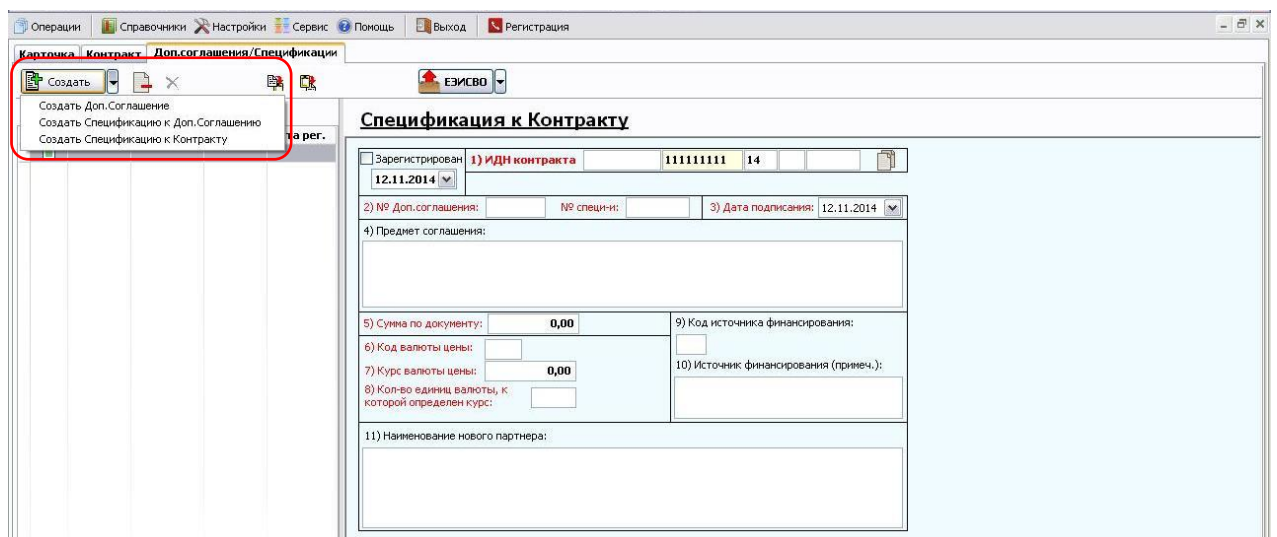 Операции Справочники Настройки Сервис Помощь Выход Регистрация
Карточка Контракт Доп.соглашения/Спецификации
Создать ЕЭИСВО
Создать Доп.Соглашение
Создать Спецификацию к Доп.Соглашению
Создать Спецификацию к Контракту
та рег.
Спецификация к Контракту
Зарегистрирован 1) ИДН контракта 111111111 14
12.11.2014
2) № Доп.соглашения: № специ-и: 3) Дата подписания: 12.11.2014
4) Предмет соглашения:
5) Сумма по документу: 0,00 9) Код источника финансирования:
6) Код валюты цены:
7) Курс валюты цены: 0,00 10) Источник финансирования (примеч.):
8) Кол-во единиц валюты, к
которой определен курс:
11) Наименование нового партнера: